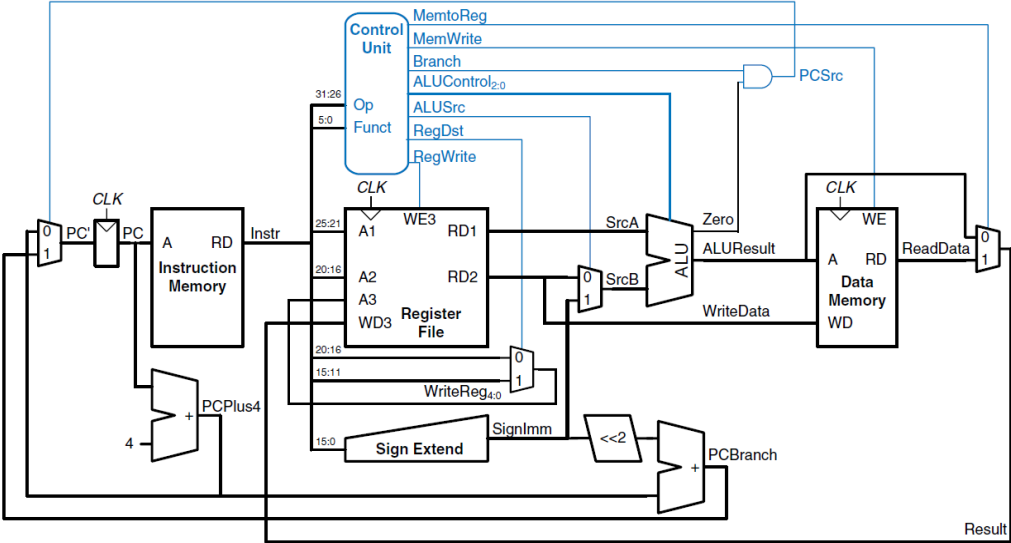 MemtoReg
Control
Unit
MemWrite
Branch
PCSrc
ALUControl2:0
31:26
Op
ALUSrc
5:0
Funct
RegDst
RegWrite
CLK
CLK
CLK
WE3
WE
0
1
PC'
PC
A
RD
Instruction
Memory
Instr
25:21
A1
RD1
SrcA
Zero
ALU
ALUResult
A
RD
ReadData
0
1
20:16
A2
RD2
0
1
SrcB
Data
Memory
A3
Register
File
WD3
WriteData
WD
20:16
0
15:11
1
WriteReg4:0
PCPlus4
+
4
15:0
Sign Extend
SignImm
<<2
+
PCBranch
Result